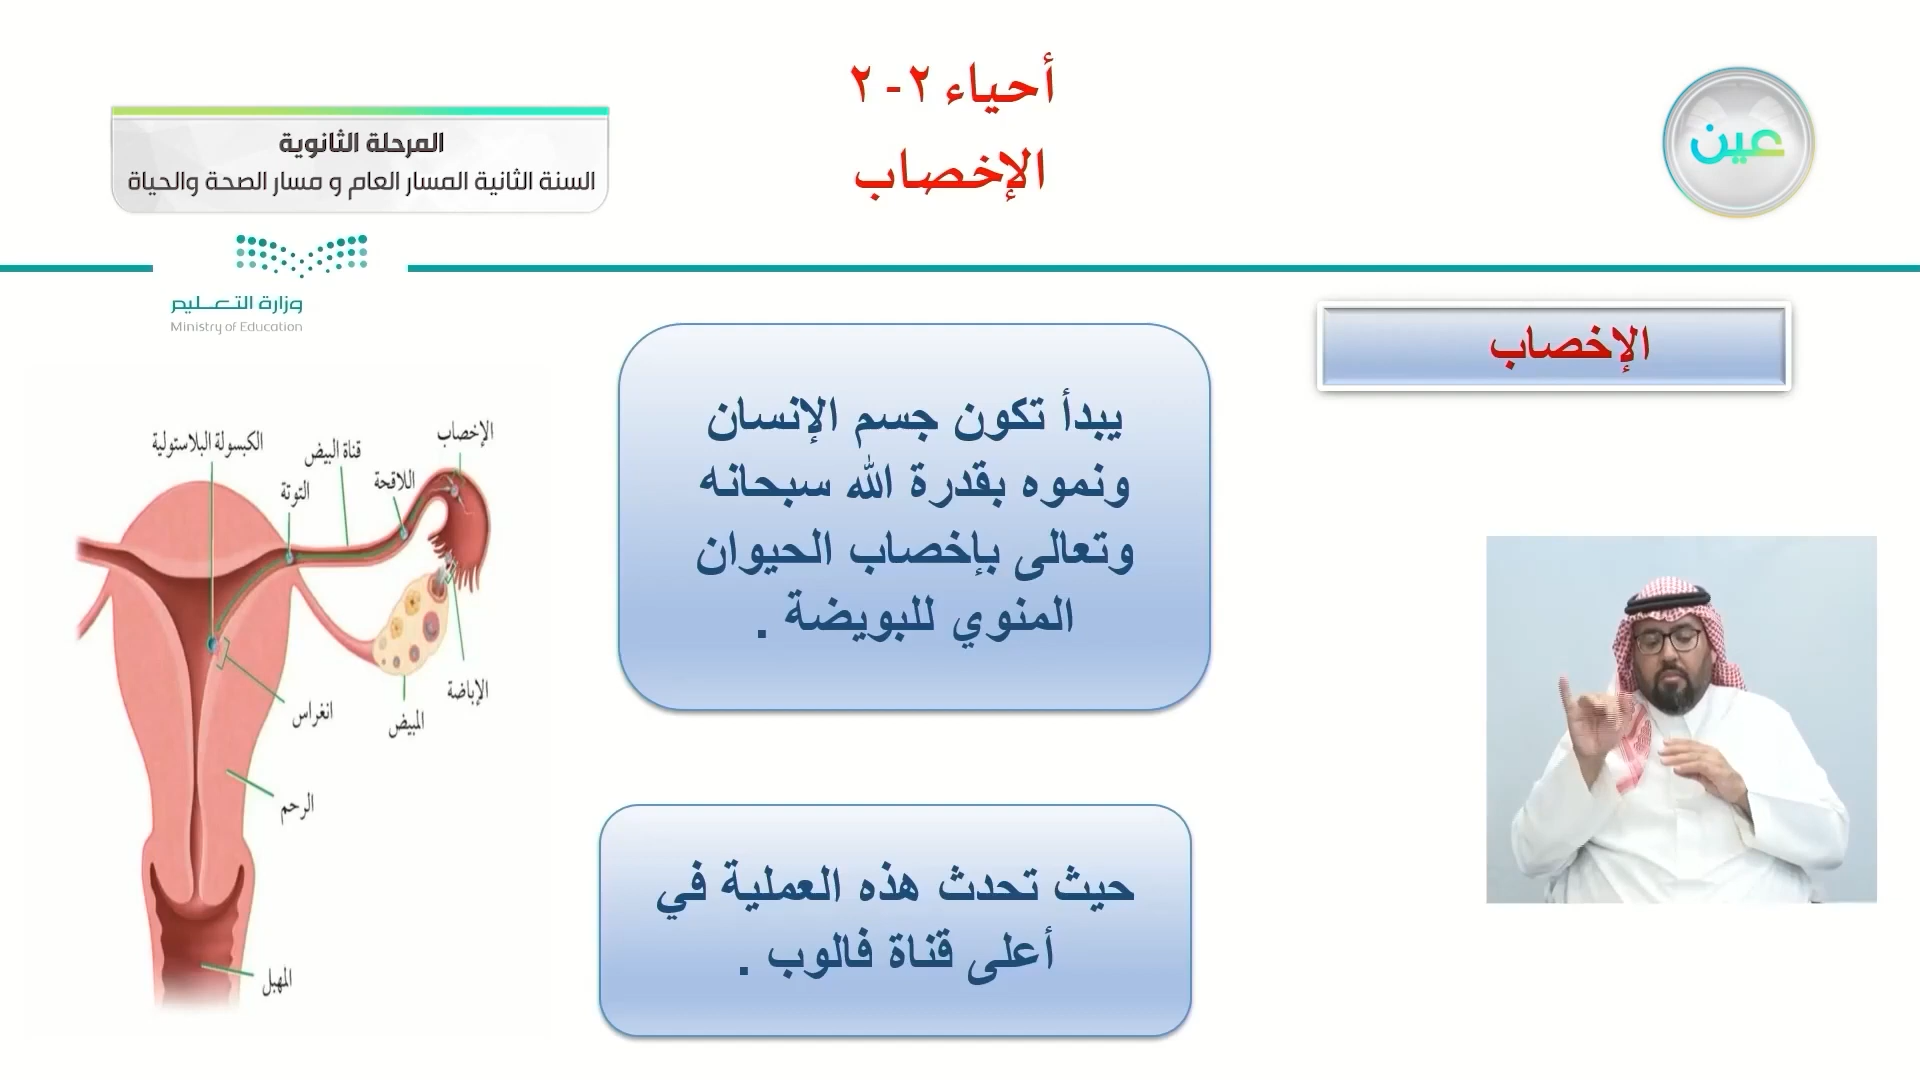 أحياء ٢-٢
الإخصاب
عين
المرحلة الثانوية
السنة الثانية المسار العام و مسار الصحة والحياة
وزارة التعليم
Ministry of Education
الإخصاب
يبدأ تكون جسم الإنسان
ونموه بقدرة الله سبحانه
وتعالى بإخصاب الحيوان
المنوي للبويضة .
حيث تحدث هذه العملية في
أعلى قناة فالوب .
الإخصاب
الكبسولة البلاستولية
قناة البيض
اللاقحة
التوتة
الإباضة
المبيض
انغراس
الرحم
المهبل